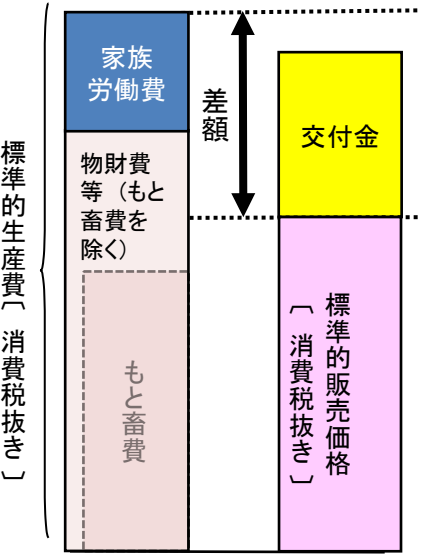 標準的生産費〔消費税抜き〕
家族
労働費
物財費
等（もと
畜費を
除く）
もと畜費
差額
交付金
標準的販売価格
〔消費税抜き〕